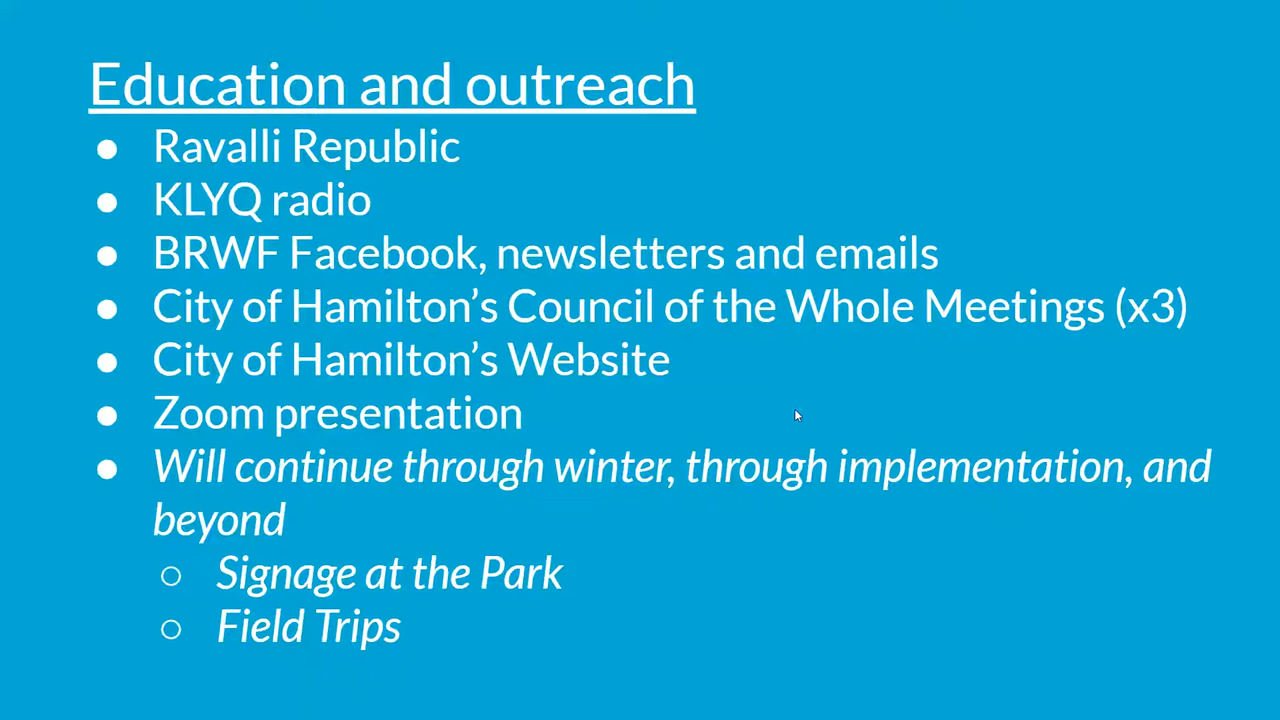 Education and outreach
● Ravalli Republic
● KLYQ radio
● BRWF Facebook, newsletters and emails
● City of Hamilton’s Council of the Whole Meetings (x3)
● City of Hamilton’s Website
● Zoom presentation
● Will continue through winter, through implementation, and
beyond
○ Signage at the Park
○ Field Trips